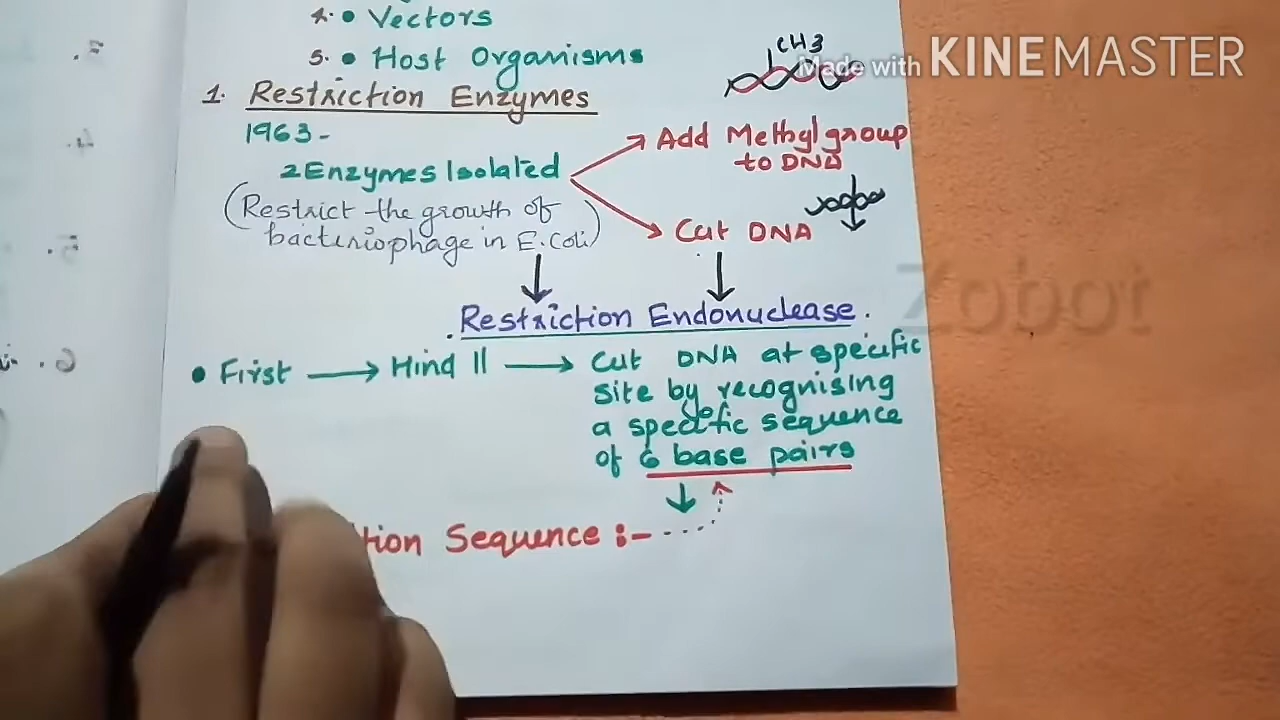 4. • Vectors
5. • Host Organisms
CH3
Made with KINEMASTER
1. Restriction Enzymes
1963 -
2 Enzymes Isolated
(Restrict the growth of
bacteriophage in E.Coli)
Add Methyl group
to DNA
Cut DNA
Restriction Endonuclease.
Zobot
• First → Hind II → Cut DNA at specific
site by recognising
a specific sequence
of 6 base pairs
tion Sequence :-